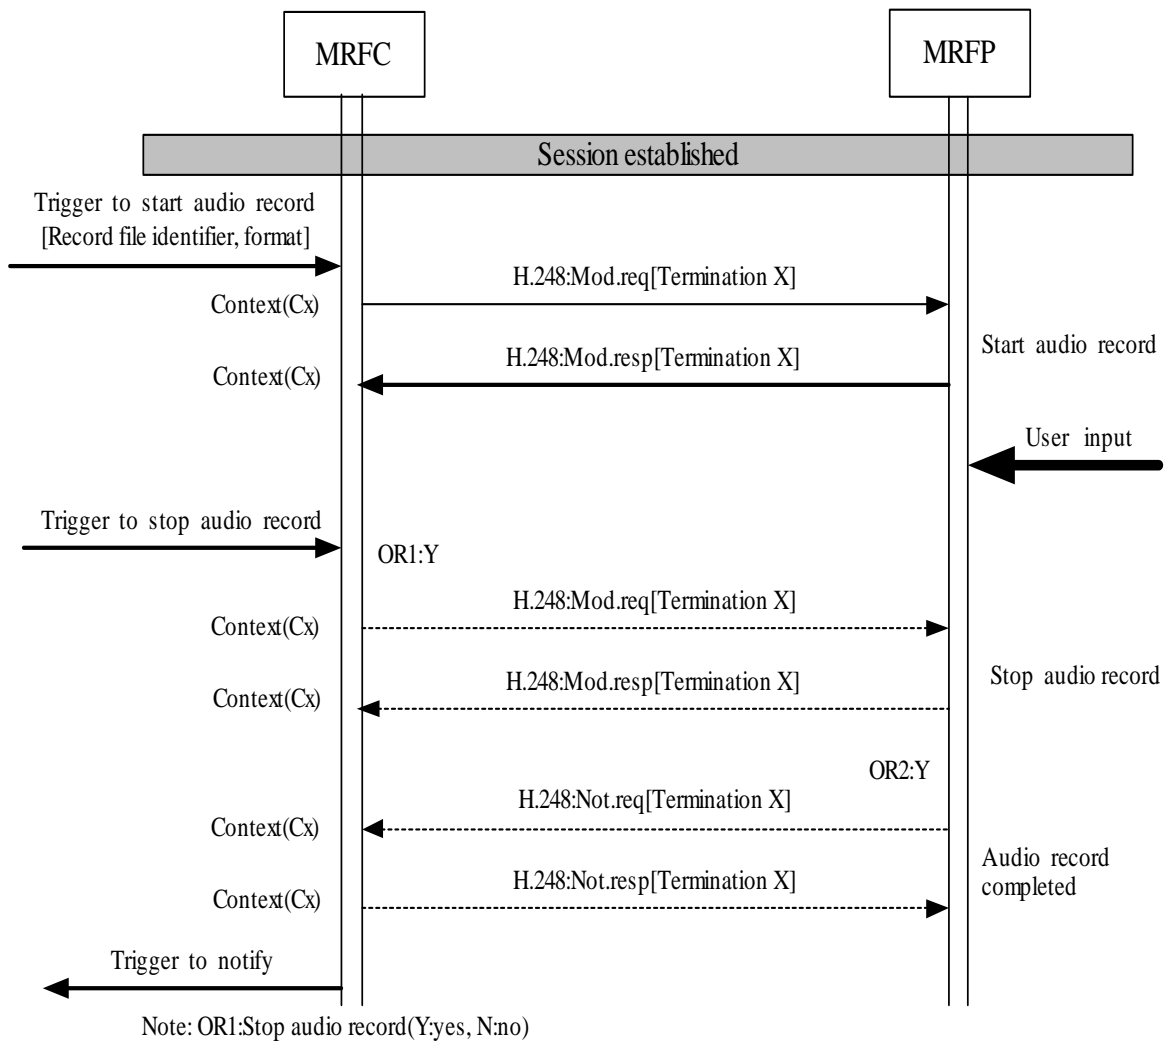 MRFC
MRFP
Session established
Trigger to start audio record
[Record file identifier, format]
H.248:Mod.req[Termination X]
Context(Cx)
Start audio record
H.248:Mod.resp[Termination X]
Context(Cx)
User input
Trigger to stop audio record
OR1:Y
H.248:Mod.req[Termination X]
Context(Cx)
Stop audio record
H.248:Mod.resp[Termination X]
Context(Cx)
OR2:Y
H.248:Not.req[Termination X]
Context(Cx)
Audio record
completed
H.248:Not.resp[Termination X]
Context(Cx)
Trigger to notify
Note: OR1:Stop audio record(Y:yes, N:no)